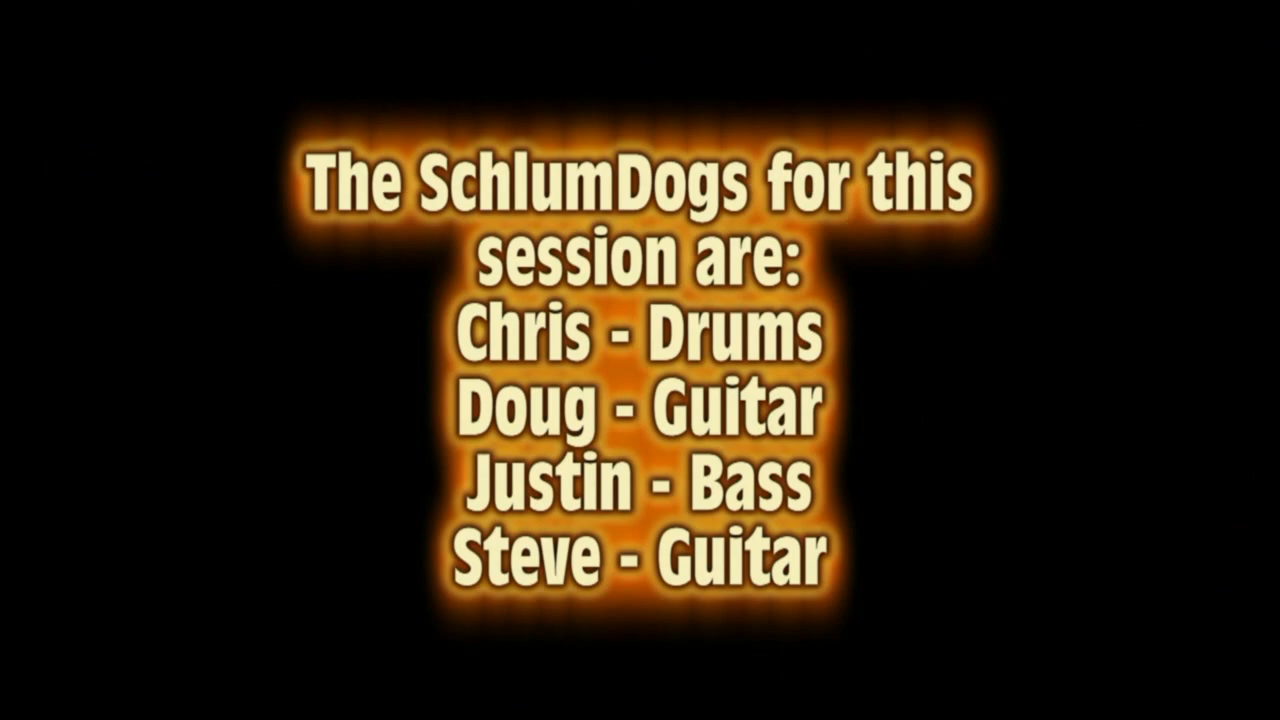 The SchlumDogs for this
session are:
Chris - Drums
Doug - Guitar
Justin - Bass
Steve - Guitar